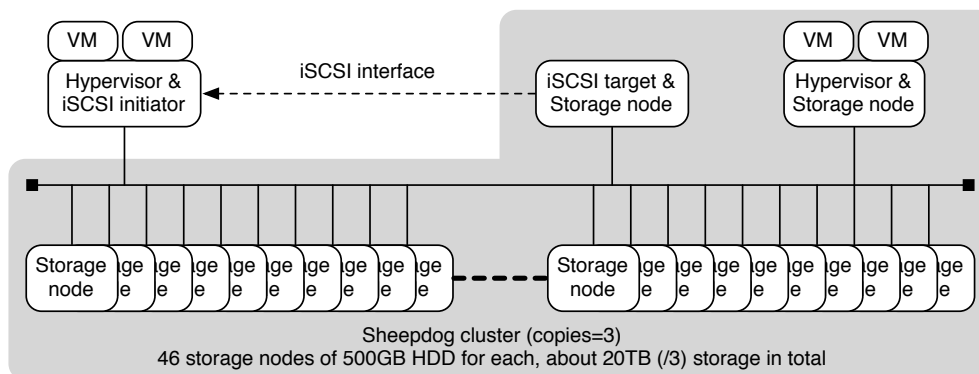 VM VM
Hypervisor &
iSCSI initiator
iSCSI interface
iSCSI target &
Storage node
VM VM
Hypervisor &
Storage node
Storage
node
Storage
node
Sheepdog cluster (copies=3)
46 storage nodes of 500GB HDD for each, about 20TB (/3) storage in total